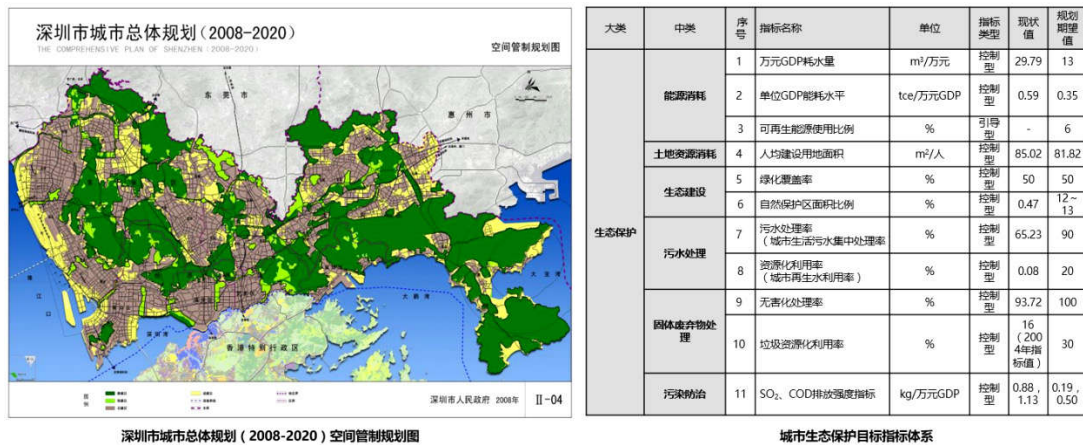 深圳市城市总体规划(2008-2020)
THE COMPREHENSIVE PLAN OF SHENZHEN (2008-2020)
空间管制规划图
东 莞 市
惠 州 市
大 亚 湾
大 鹏 湾
深 圳 湾
香 港 特 别 行 政 区
图例
深圳市人民政府 2008年
II-04
深圳市城市总体规划(2008-2020)空间管制规划图
大类 中类 序号 指标名称 单位 指标类型 现状值 规划期望值
生态保护
能源消耗
1 万元GDP耗水量 m³/万元 控制型 29.79 13
2 单位GDP能耗水平 tce/万元GDP 控制型 0.59 0.35
3 可再生能源使用比例 % 引导型 - 6
土地资源消耗
4 人均建设用地面积 m²/人 控制型 85.02 81.82
生态建设
5 绿化覆盖率 % 控制型 50 50
6 自然保护区面积比例 % 控制型 0.47 12~13
污水处理
7 污水处理率
(城市生活污水集中处理率 % 控制型 65.23 90
8 资源化利用率
(城市再生水利用率) % 控制型 0.08 20
固体废弃物处理
9 无害化处理率 % 控制型 93.72 100
10 垃圾资源化利用率 % 控制型 16(2004年指标值) 30
污染防治
11 SO₂、COD排放强度指标 kg/万元GDP 控制型 0.88,1.13 0.19,0.50
城市生态保护目标指标体系